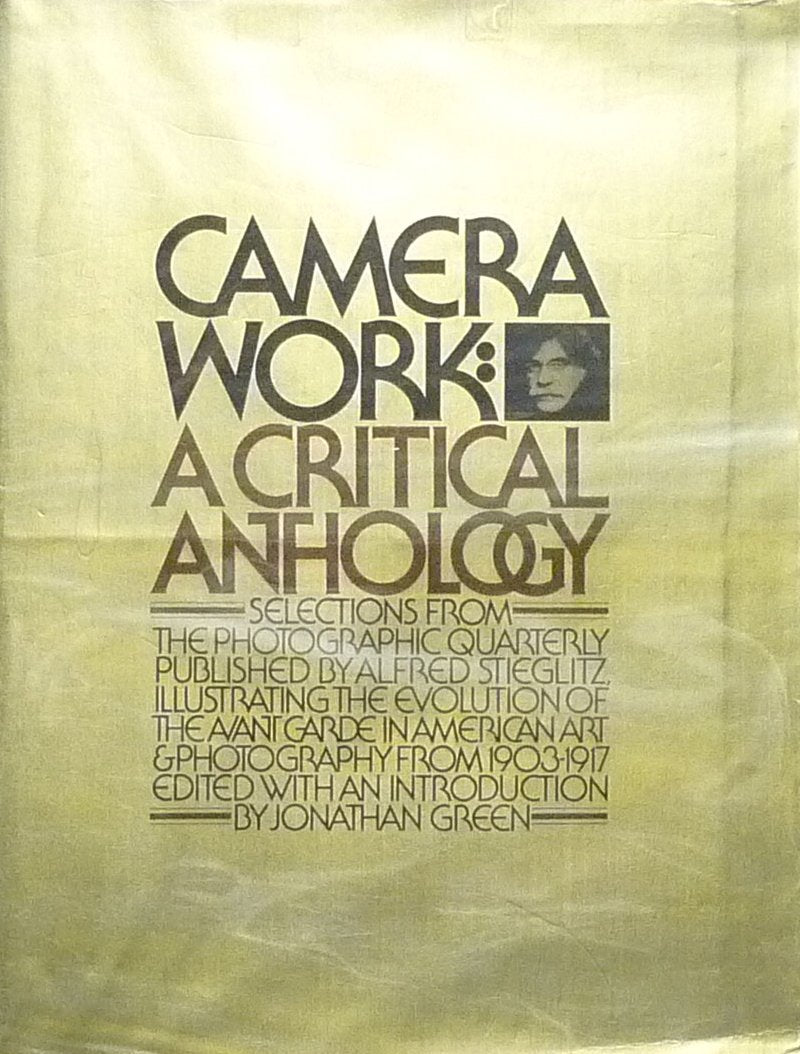 CAMERA
WORK:
A CRITICAL
ANTHOLOGY
SELECTIONS FROM
THE PHOTOGRAPHIC QUARTERLY
PUBLISHED BY ALFRED STIEGLITZ,
ILLUSTRATING THE EVOLUTION OF
THE AVANT GARDE IN AMERICAN ART
& PHOTOGRAPHY FROM 1903-1917
EDITED WITH AN INTRODUCTION
BY JONATHAN GREEN